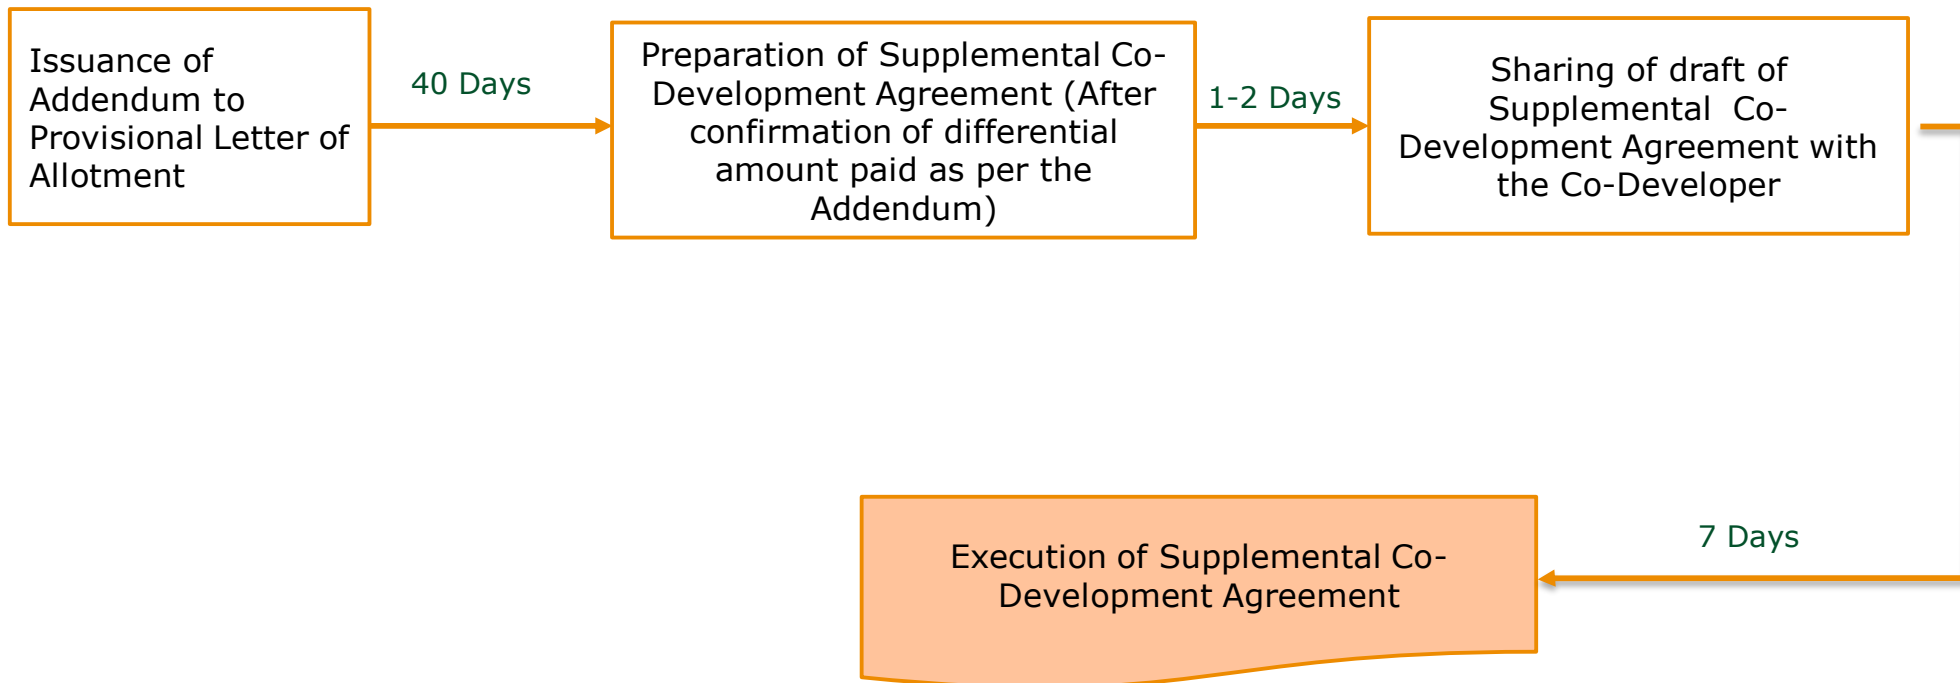 Issuance of
Addendum to
Provisional Letter of
Allotment
40 Days
Preparation of Supplemental Co-
Development Agreement (After
confirmation of differential
amount paid as per the
Addendum)
1-2 Days
Sharing of draft of
Supplemental  Co-
Development Agreement with
the Co-Developer
7 Days
Execution of Supplemental Co-
Development Agreement